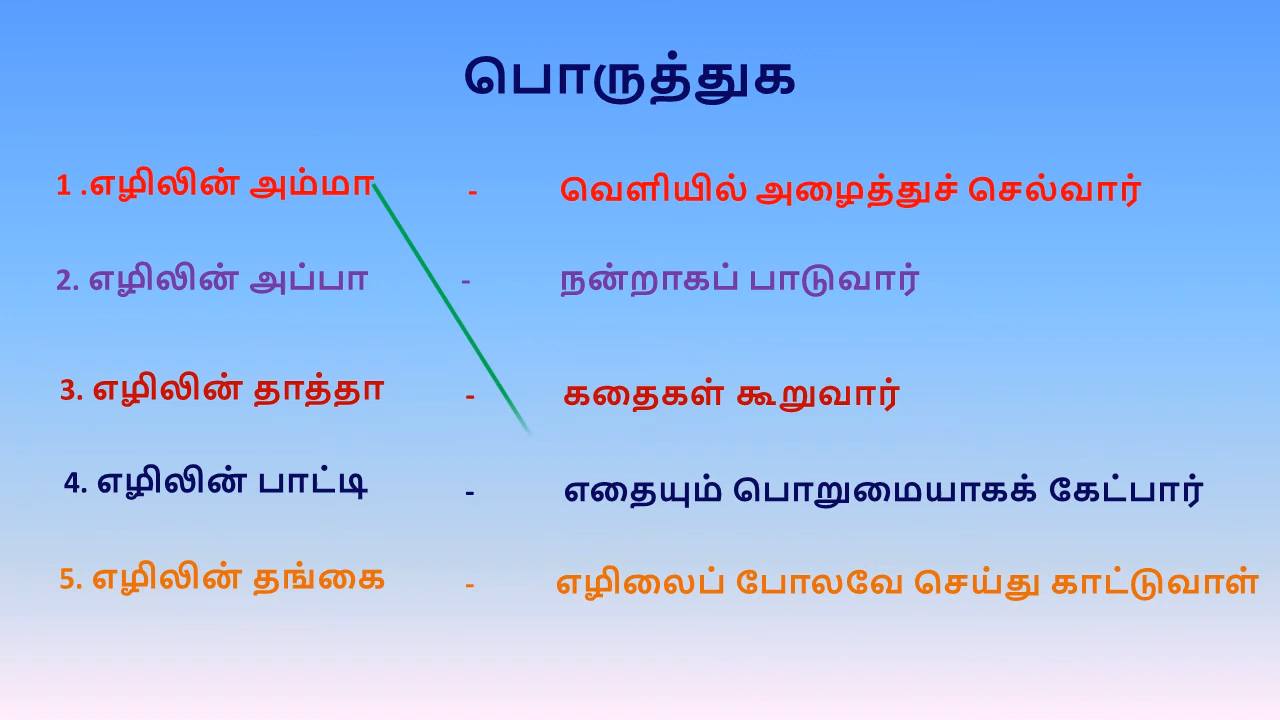 பொருத்துக
1 .எழிலின் அம்மா - வெளியில் அழைத்துச் செல்வார்
2. எழிலின் அப்பா - நன்றாகப் பாடுவார்
3. எழிலின் தாத்தா - கதைகள் கூறுவார்
4. எழிலின் பாட்டி - எதையும் பொறுமையாகக் கேட்பார்
5. எழிலின் தங்கை - எழிலைப் போலவே செய்து காட்டுவாள்